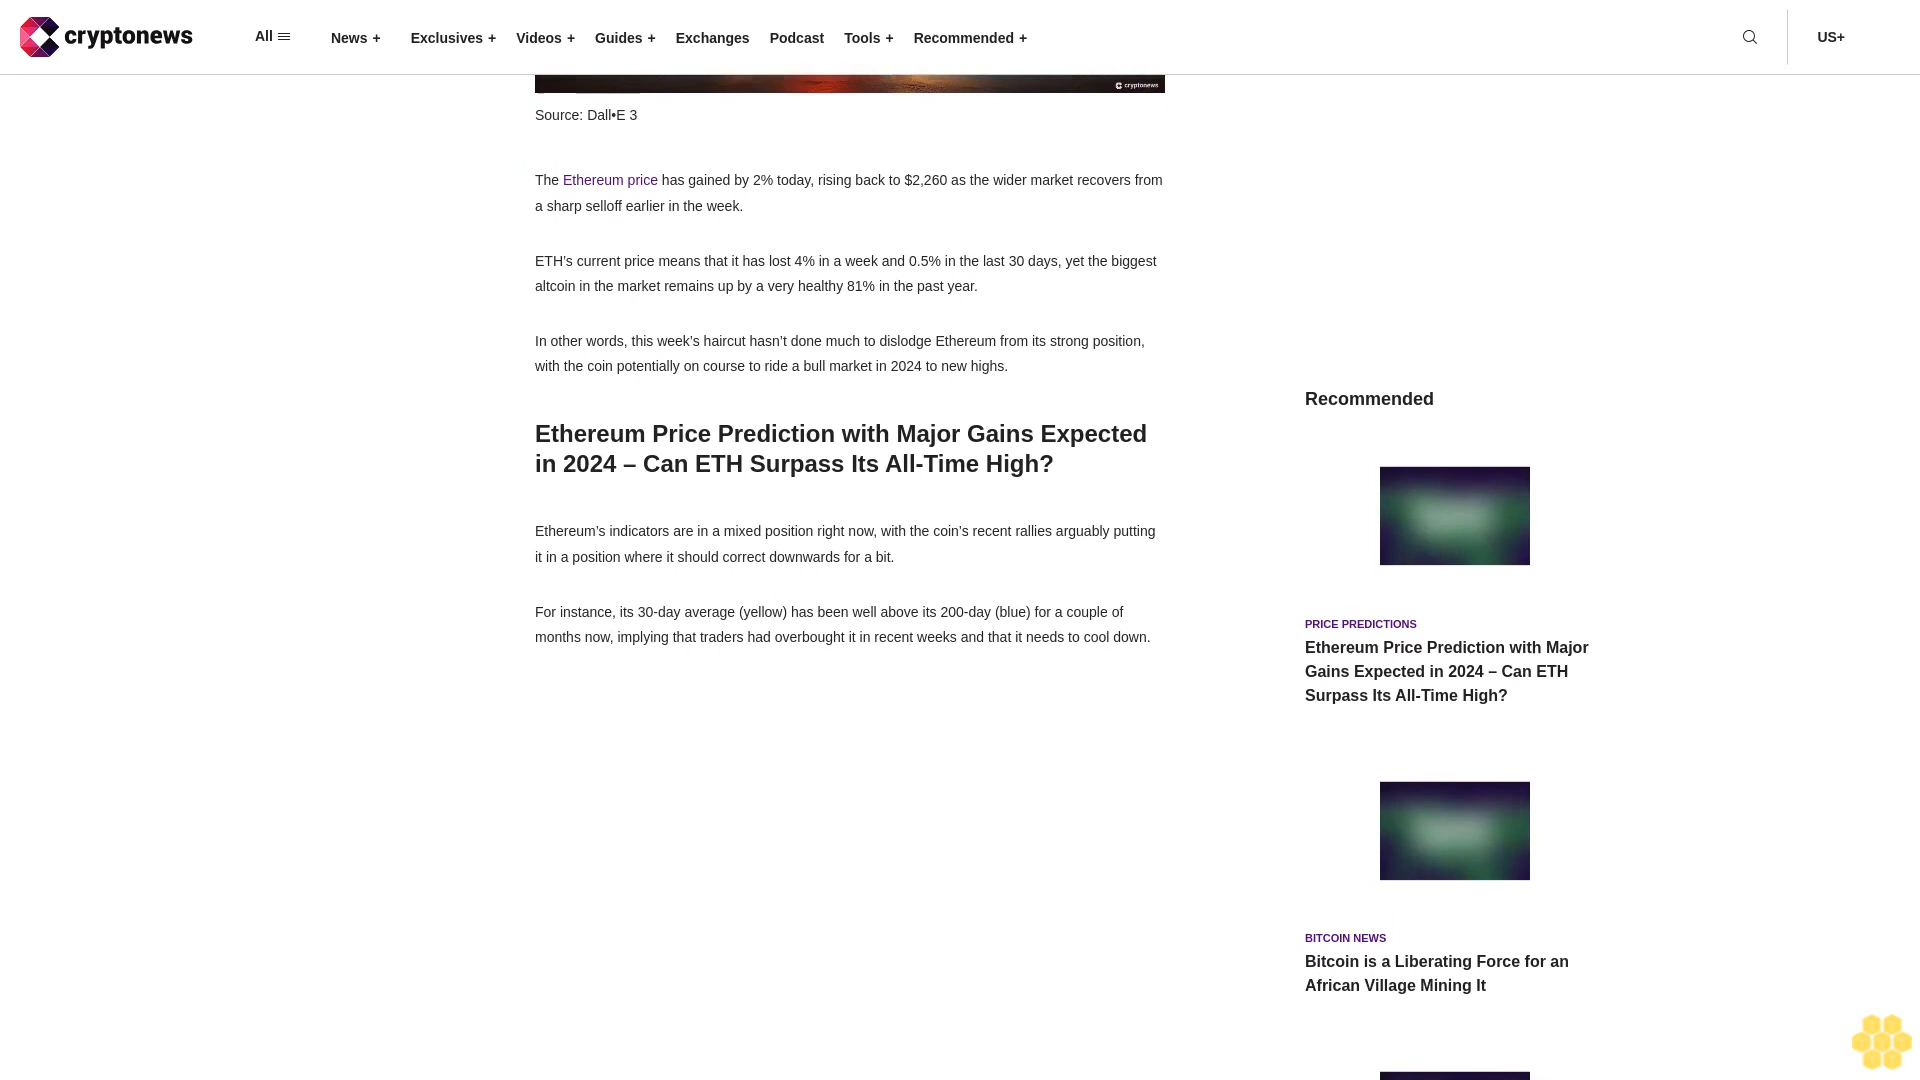 cryptonews
All
News +
Exclusives +
Videos +
Guides +
Exchanges
Podcast
Tools +
Recommended +
US+
cryptonews
Source: Dall•E 3
The Ethereum price has gained by 2% today, rising back to $2,260 as the wider market recovers from
a sharp selloff earlier in the week.
ETH’s current price means that it has lost 4% in a week and 0.5% in the last 30 days, yet the biggest
altcoin in the market remains up by a very healthy 81% in the past year.
In other words, this week’s haircut hasn’t done much to dislodge Ethereum from its strong position,
with the coin potentially on course to ride a bull market in 2024 to new highs.
Ethereum Price Prediction with Major Gains Expected
in 2024 – Can ETH Surpass Its All-Time High?
Ethereum’s indicators are in a mixed position right now, with the coin’s recent rallies arguably putting
it in a position where it should correct downwards for a bit.
For instance, its 30-day average (yellow) has been well above its 200-day (blue) for a couple of
months now, implying that traders had overbought it in recent weeks and that it needs to cool down.
Recommended
PRICE PREDICTIONS
Ethereum Price Prediction with Major
Gains Expected in 2024 – Can ETH
Surpass Its All-Time High?
BITCOIN NEWS
Bitcoin is a Liberating Force for an
African Village Mining It